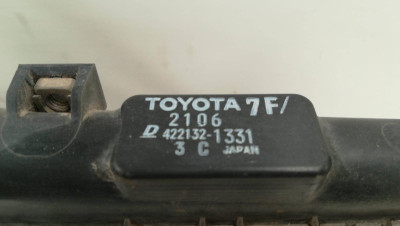 TOYOTA 7F/
2106
D 422132-1331
3 C JAPAN